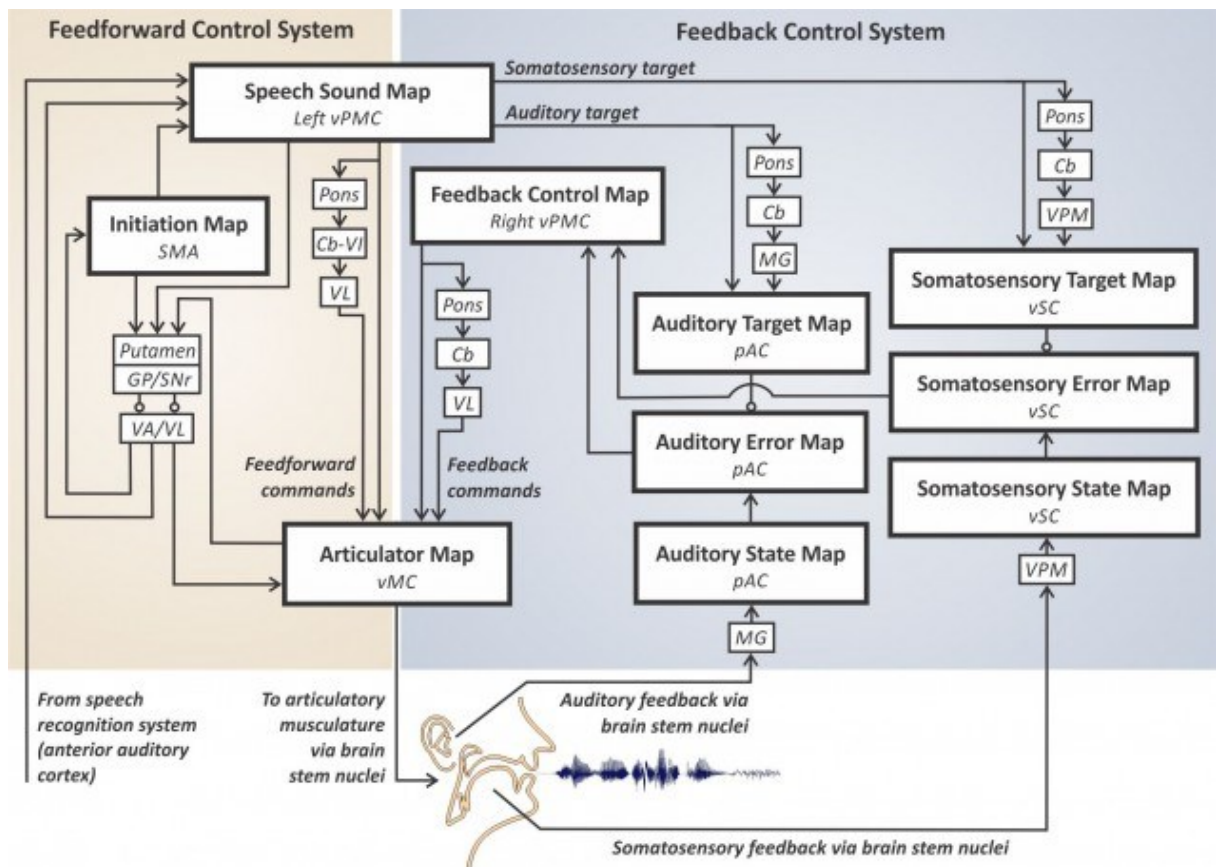 Feedforward Control System
Feedback Control System
Speech Sound Map
Left vPMC
Somatosensory target
Auditory target
Pons
Cb-VI
VL
Initiation Map
SMA
Putamen
GP/SNr
VA/VL
Feedforward
commands
Feedback Control Map
Right vPMC
Pons
Cb
VL
Feedback
commands
Articulator Map
vMC
Pons
Cb
MG
Auditory Target Map
pAC
Auditory Error Map
pAC
Auditory State Map
pAC
MG
Pons
Cb
VPM
Somatosensory Target Map
vSC
Somatosensory Error Map
vSC
Somatosensory State Map
vSC
VPM
From speech
recognition system
(anterior auditory
cortex)
To articulatory
musculature
via brain
stem nuclei
Auditory feedback via
brain stem nuclei
Somatosensory feedback via brain stem nuclei